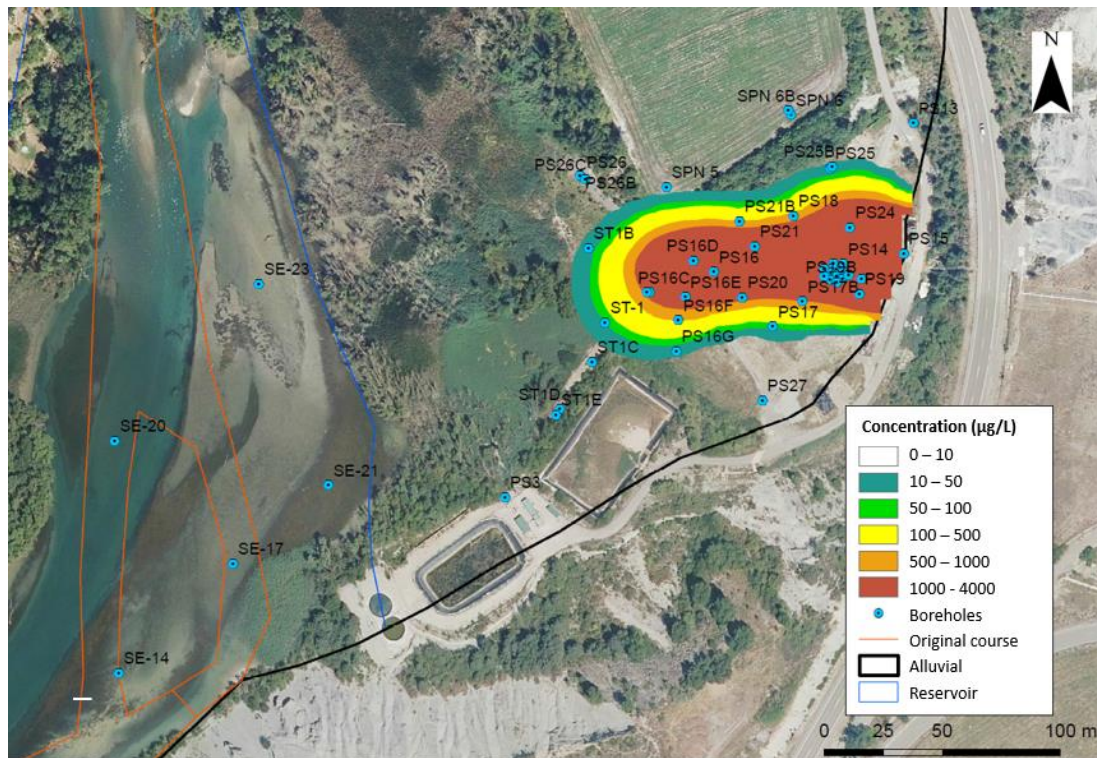 N
SPN 6B
SPN 6
PS13
PS25B
PS25
PS26C
PS26
PS26B
SPN 5
PS21B
PS18
PS24
ST1B
PS21
PS16D
PS16
PS14
PS15
SE-23
PS19B
PS16C
PS16E
PS20
PS19
PS17B
ST-1
PS16F
PS17
PS16G
ST1C
ST1D
ST1E
PS27
SE-20
SE-21
PS3
SE-17
SE-14
Concentration (µg/L)
0 – 10
10 – 50
50 – 100
100 – 500
500 – 1000
1000 - 4000
Boreholes
Original course
Alluvial
Reservoir
0 25 50 100 m